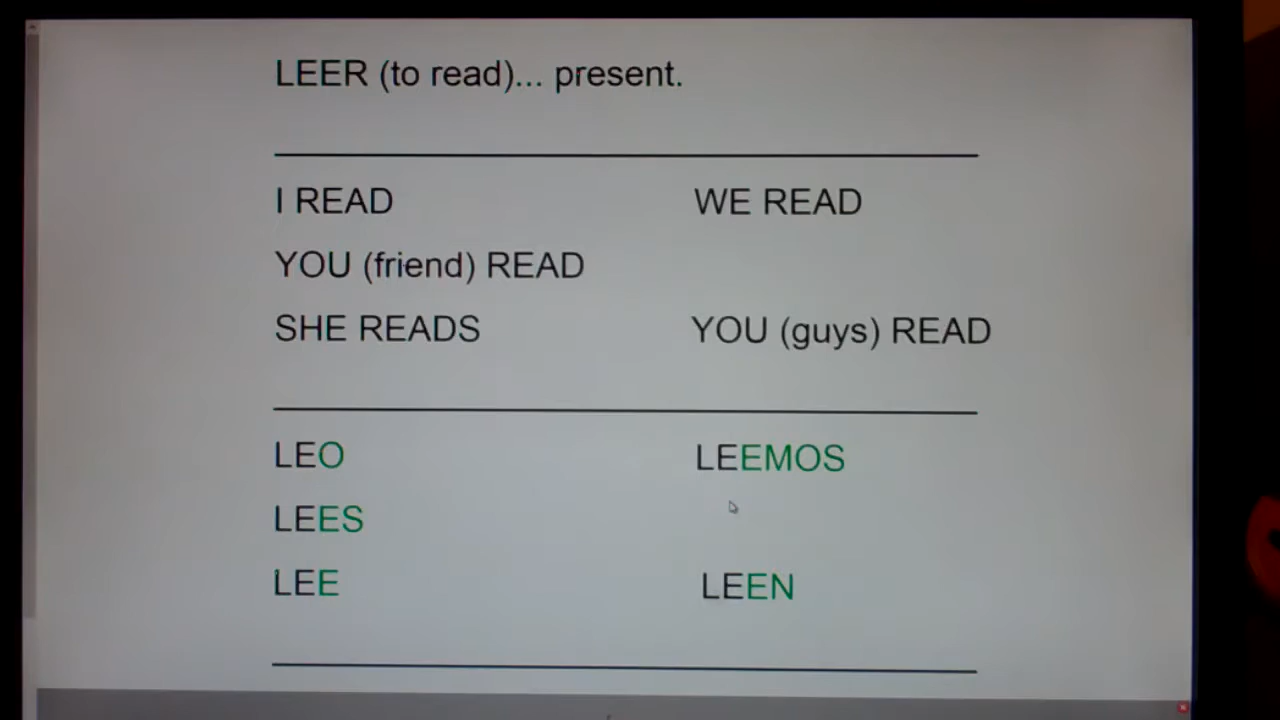 LEER (to read)... present.
I READ WE READ
YOU (friend) READ
SHE READS YOU (guys) READ
LEO LEEMOS
LEES
LEE LEEN